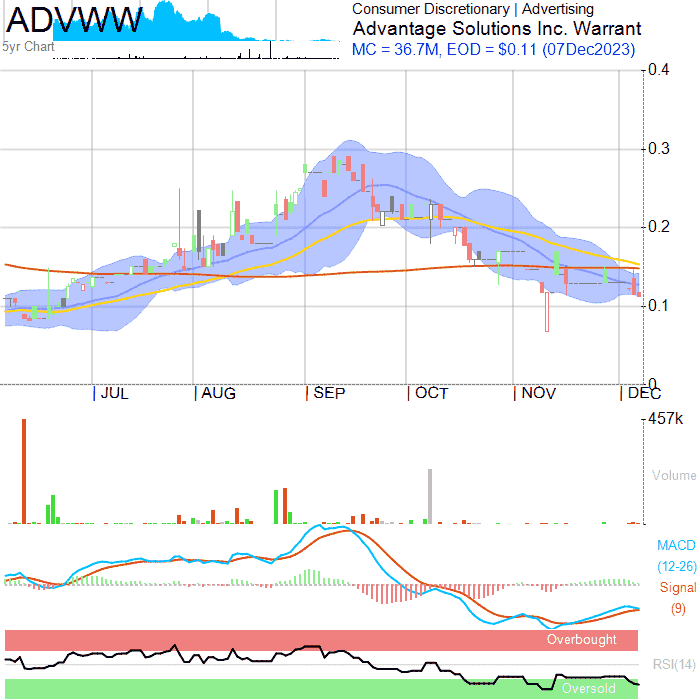 ADVWW
5yr Chart
Consumer Discretionary | Advertising
Advantage Solutions Inc. Warrant
MC = 36.7M, EOD = $0.11 (07Dec2023)
0.4
0.3
0.2
0.1
0
JUL AUG SEP OCT NOV DEC
457k
Volume
MACD
(12-26)
Signal
(9)
Overbought
RSI(14)
Oversold